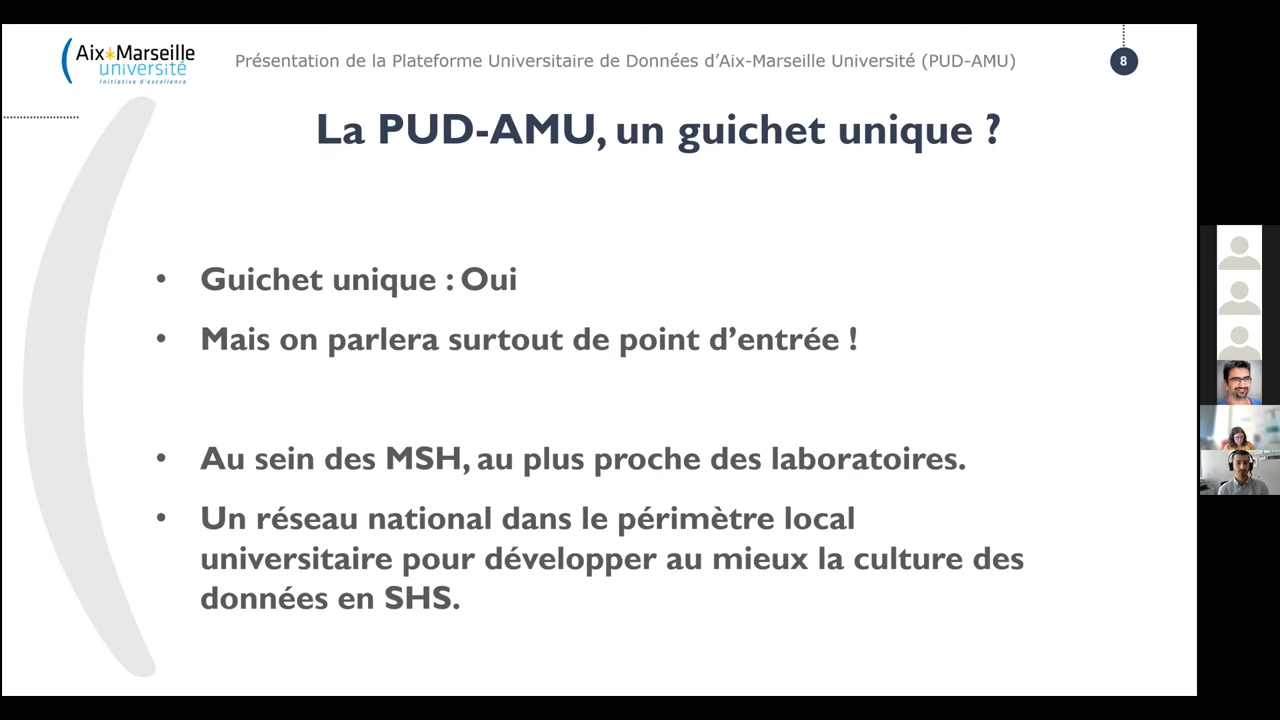 Aix*Marseille
université
Initiative d'excellence
Présentation de la Plateforme Universitaire de Données d'Aix-Marseille Université (PUD-AMU)
8
La PUD-AMU, un guichet unique ?
• Guichet unique : Oui
• Mais on parlera surtout de point d'entrée !
• Au sein des MSH, au plus proche des laboratoires.
• Un réseau national dans le périmètre local
universitaire pour développer au mieux la culture des
données en SHS.